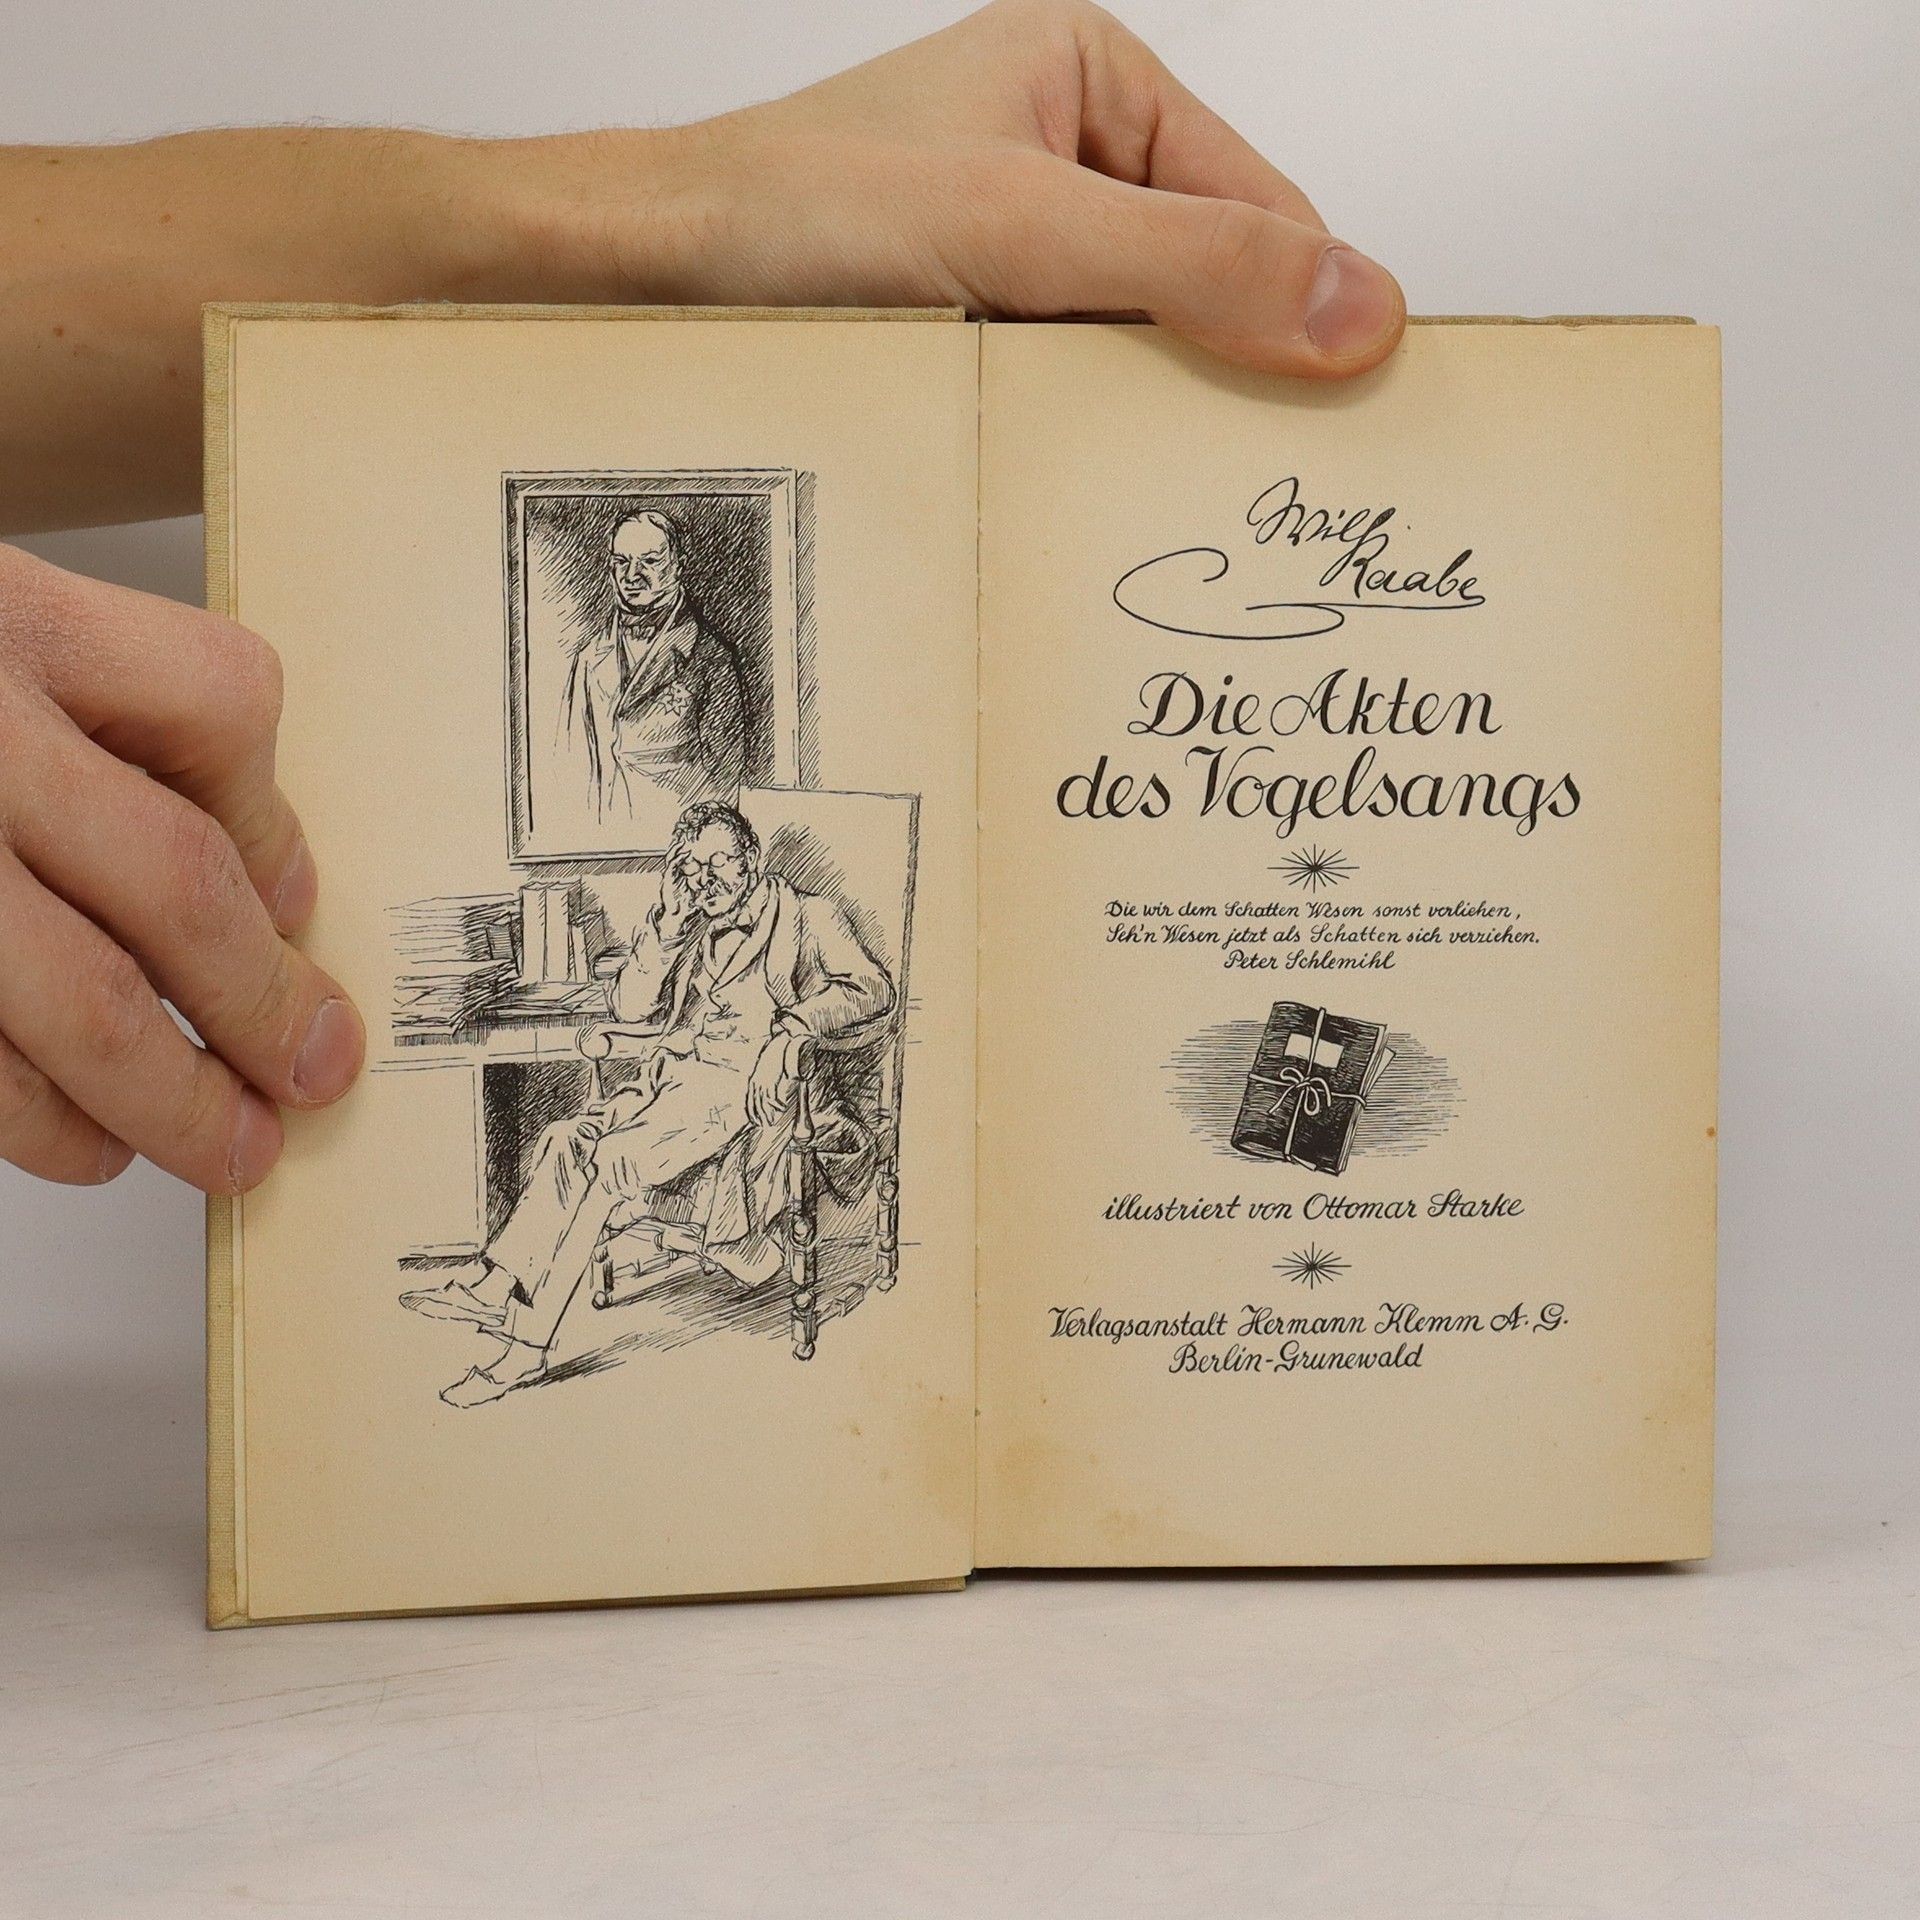 Wilh
Raabe
Die Akten
des Vogelsangs
Die wir dem Schatten Wesen sonst verliehen,
Seh'n Wesen jetzt als Schatten sich verziehen.
Peter Schlemihl
illustriert von Ottomar Starke
Verlagsanstalt Hermann Klemm A. G.
Berlin-Grunewald